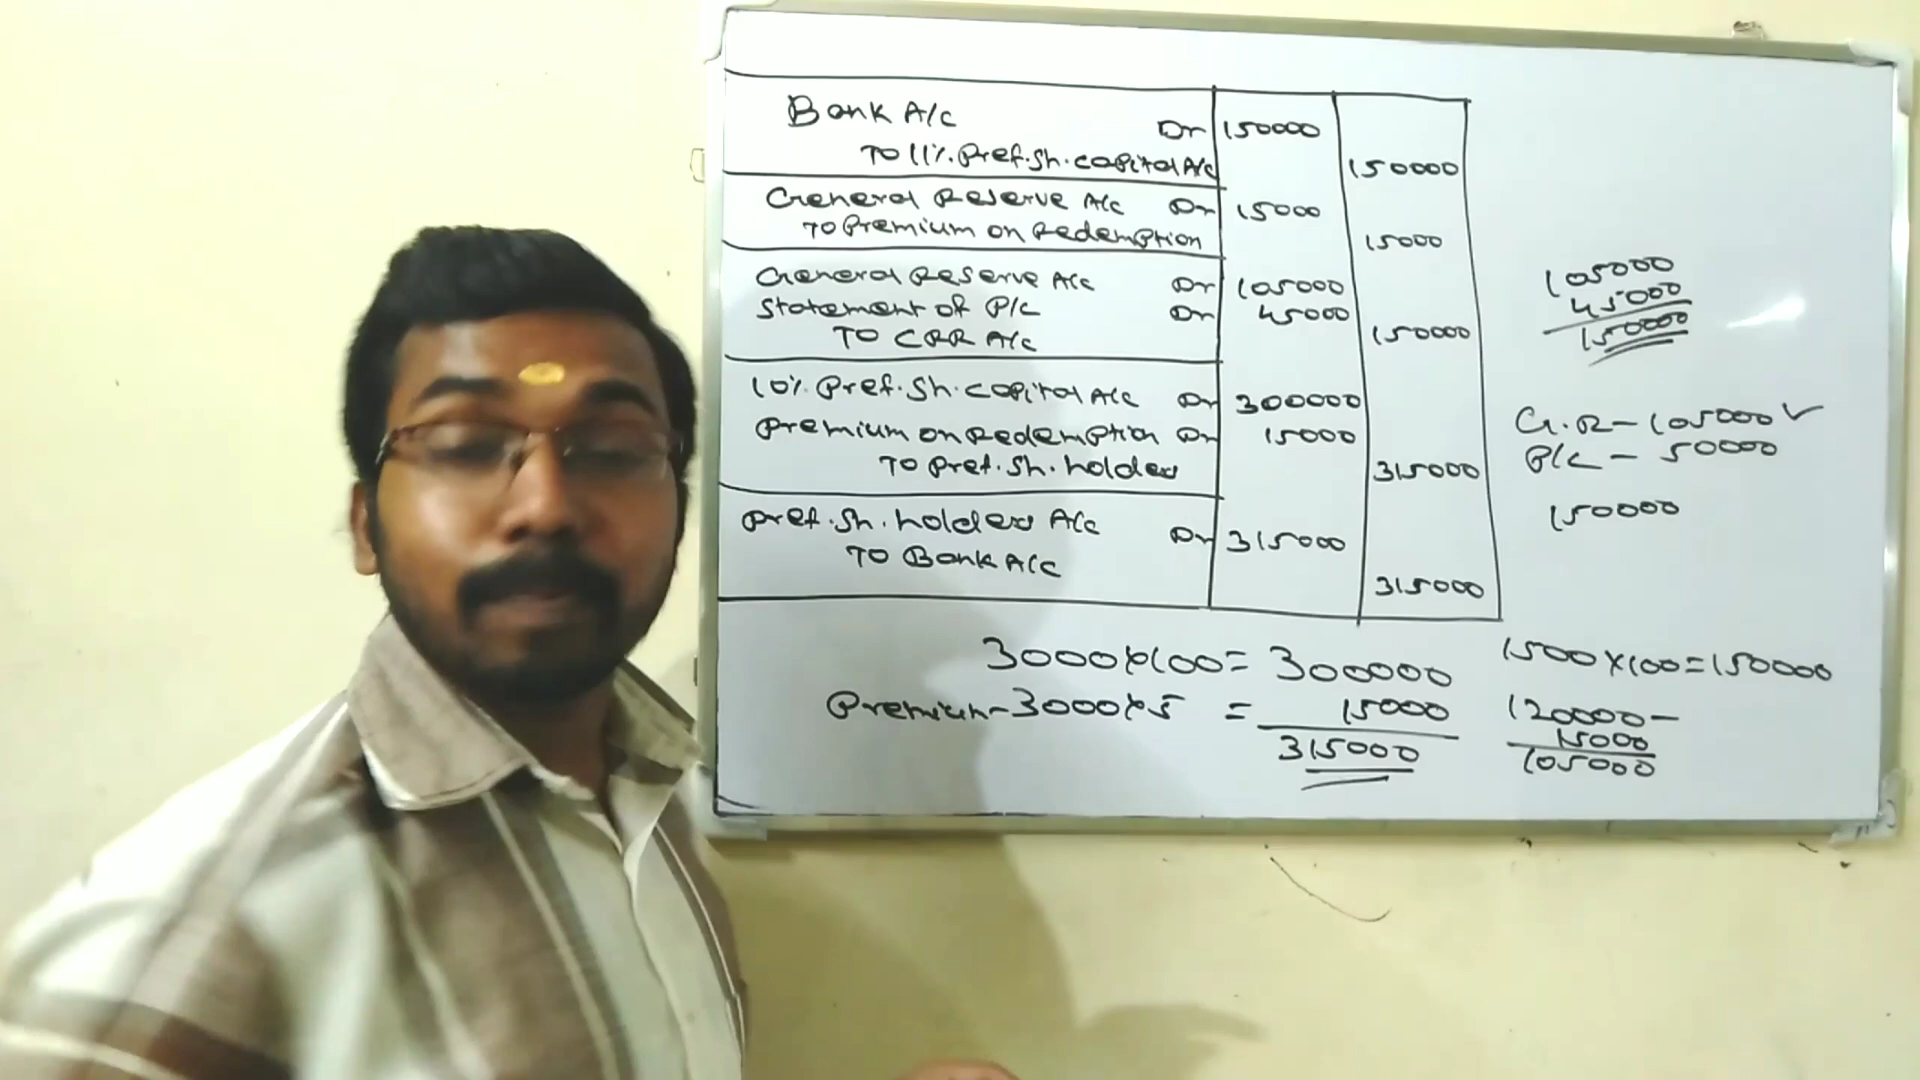 Bank A/c Dr 150000
To 11% Pref. Sh. capital A/c 150000
General Reserve A/c Dr 15000
To Premium on Redemption 15000
General Reserve A/c Dr 105000
Statement of P/L Dr 45000
To CRR A/c 150000
10% Pref. Sh. capital A/c Dr 300000
Premium on Redemption Dr 15000
To Pref. Sh. holders 315000
Pref. Sh. holders A/c Dr 315000
To Bank A/c
315000
105000
45000
150000
G.R - 105000 ✓
P/L - 50000
150000
3000 x 100 = 300000
Premium - 3000 x 5 = 15000
315000
1500 x 100 = 150000
120000 -
15000
105000